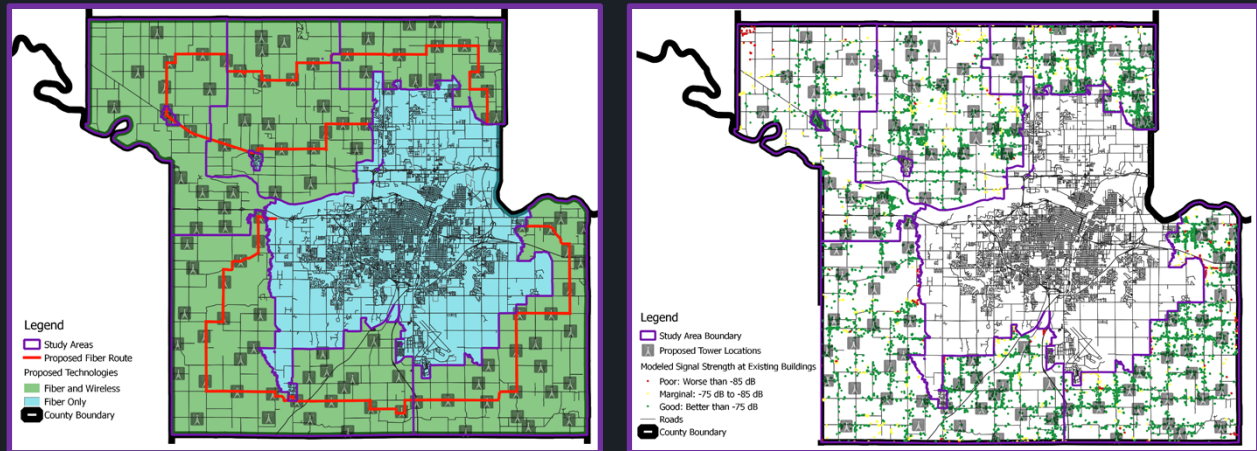 Legend
Study Areas
Proposed Fiber Route
Proposed Technologies
Fiber and Wireless
Fiber Only
County Boundary
Legend
Study Area Boundary
Proposed Tower Locations
Modeled Signal Strength at Existing Buildings
Poor: Worse than -85 dB
Marginal: -75 dB to -85 dB
Good: Better than -75 dB
Roads
County Boundary